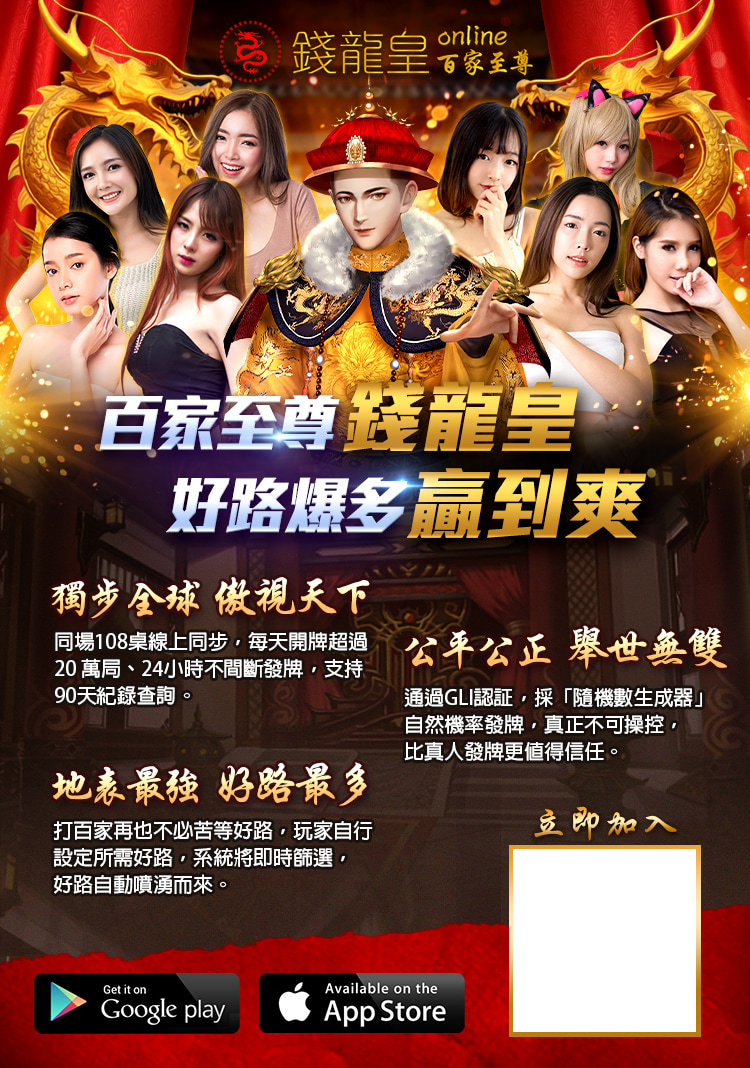 錢龍皇 online
百家至尊
百家至尊 錢龍皇
好路爆多 贏到爽
獨步全球 傲視天下
同場108桌線上同步，每天開牌超過
20 萬局、24小時不間斷發牌，支持
90天紀錄查詢。
公平公正 舉世無雙
通過GLI認証，採「隨機數生成器」
自然機率發牌，真正不可操控，
比真人發牌更值得信任。
地表最強 好路最多
打百家再也不必苦等好路，玩家自行
設定所需好路，系統將即時篩選，
好路自動噴湧而來。
立即加入
Get it on
Google play
Available on the
App Store